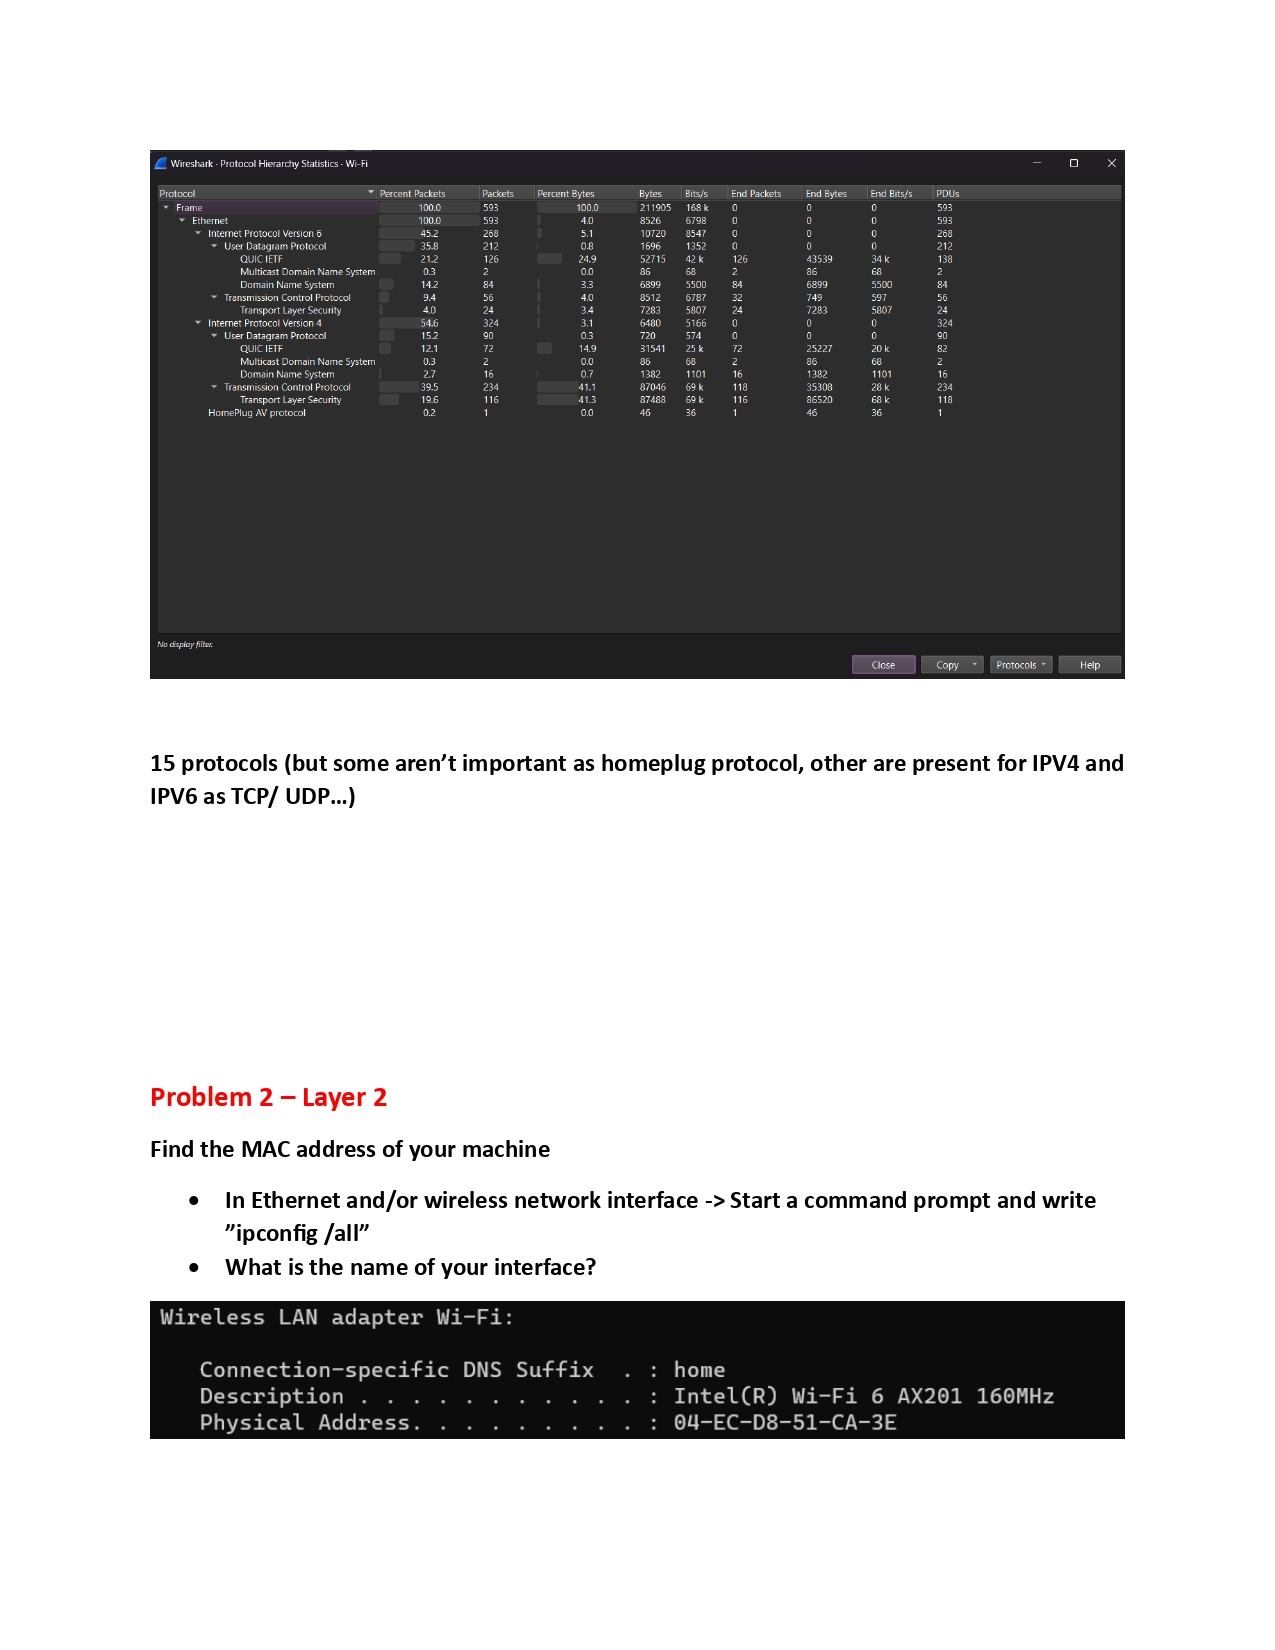 Wireshark · Protocol Hierarchy Statistics · Wi-Fi
Protocol Percent Packets Packets Percent Bytes Bytes Bits/s End Packets End Bytes End Bits/s PDUs
Frame 100.0 593 100.0 211905 168 k 0 0 0 593
Ethernet 100.0 593 4.0 8526 6798 0 0 0 593
Internet Protocol Version 6 45.2 268 5.1 10720 8547 0 0 0 268
User Datagram Protocol 35.8 212 0.8 1696 1352 0 0 0 212
QUIC IETF 21.2 126 24.9 52715 42 k 126 43539 34 k 138
Multicast Domain Name System 0.3 2 0.0 86 68 2 86 68 2
Domain Name System 14.2 84 3.3 6899 5500 84 6899 5500 84
Transmission Control Protocol 9.4 56 4.0 8512 6787 32 749 597 56
Transport Layer Security 4.0 24 3.4 7283 5807 24 7283 5807 24
Internet Protocol Version 4 54.6 324 3.1 6480 5166 0 0 0 324
User Datagram Protocol 15.2 90 0.3 720 574 0 0 0 90
QUIC IETF 12.1 72 14.9 31541 25 k 72 25227 20 k 82
Multicast Domain Name System 0.3 2 0.0 86 68 2 86 68 2
Domain Name System 2.7 16 0.7 1382 1101 16 1382 1101 16
Transmission Control Protocol 39.5 234 41.1 87046 69 k 118 35308 28 k 234
Transport Layer Security 19.6 116 41.3 87488 69 k 116 86520 68 k 118
HomePlug AV protocol 0.2 1 0.0 46 36 1 46 36 1
No display filter.
Close Copy Protocols Help
15 protocols (but some aren’t important as homeplug protocol, other are present for IPV4 and
IPV6 as TCP/ UDP…)
Problem 2 – Layer 2
Find the MAC address of your machine
• In Ethernet and/or wireless network interface -> Start a command prompt and write
”ipconfig /all”
• What is the name of your interface?
Wireless LAN adapter Wi-Fi:
Connection-specific DNS Suffix . : home
Description . . . . . . . . . . . : Intel(R) Wi-Fi 6 AX201 160MHz
Physical Address. . . . . . . . . : 04-EC-D8-51-CA-3E